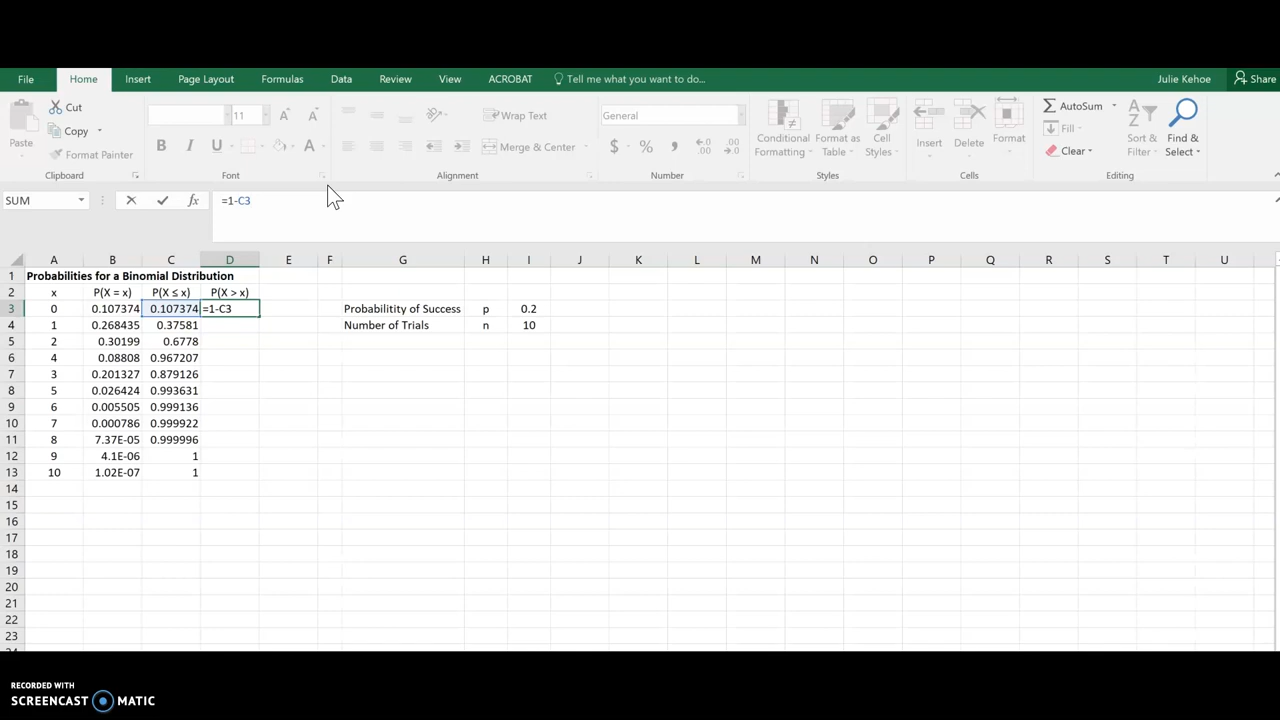 File Home Insert Page Layout Formulas Data Review View ACROBAT Tell me what you want to do... Julie Kehoe Share
Cut
Copy
Format Painter
Paste
11
Wrap Text
Merge & Center
General
Conditional Formatting
Format as Table
Cell Styles
Insert
Delete
Format
AutoSum
Fill
Clear
Sort & Filter
Find & Select
Clipboard Font Alignment Number Styles Cells Editing
SUM fx =1-C3
A B C D E F G H I J K L M N O P Q R S T U
1 Probabilities for a Binomial Distribution
2 x P(X = x) P(X ≤ x) P(X > x)
3 0 0.107374 0.107374 =1-C3 Probabilitity of Success p 0.2
4 1 0.268435 0.37581 Number of Trials n 10
5 2 0.30199 0.6778
6 4 0.08808 0.967207
7 3 0.201327 0.879126
8 5 0.026424 0.993631
9 6 0.005505 0.999136
10 7 0.000786 0.999922
11 8 7.37E-05 0.999996
12 9 4.1E-06 1
13 10 1.02E-07 1
14
15
16
17
18
19
20
21
22
23
RECORDED WITH
SCREENCAST MATIC